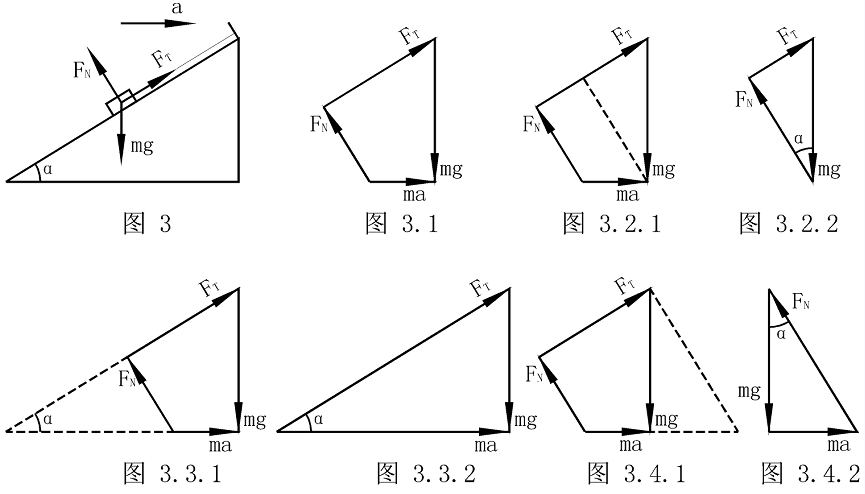 a
F_N
F_T
mg
α
图 3
F_T
F_N
mg
ma
图 3.1
F_T
F_N
mg
ma
图 3.2.1
F_T
F_N
α
mg
图 3.2.2
F_T
F_N
α
mg
ma
图 3.3.1
F_T
α
mg
ma
图 3.3.2
F_T
F_N
mg
ma
图 3.4.1
F_N
α
mg
ma
图 3.4.2